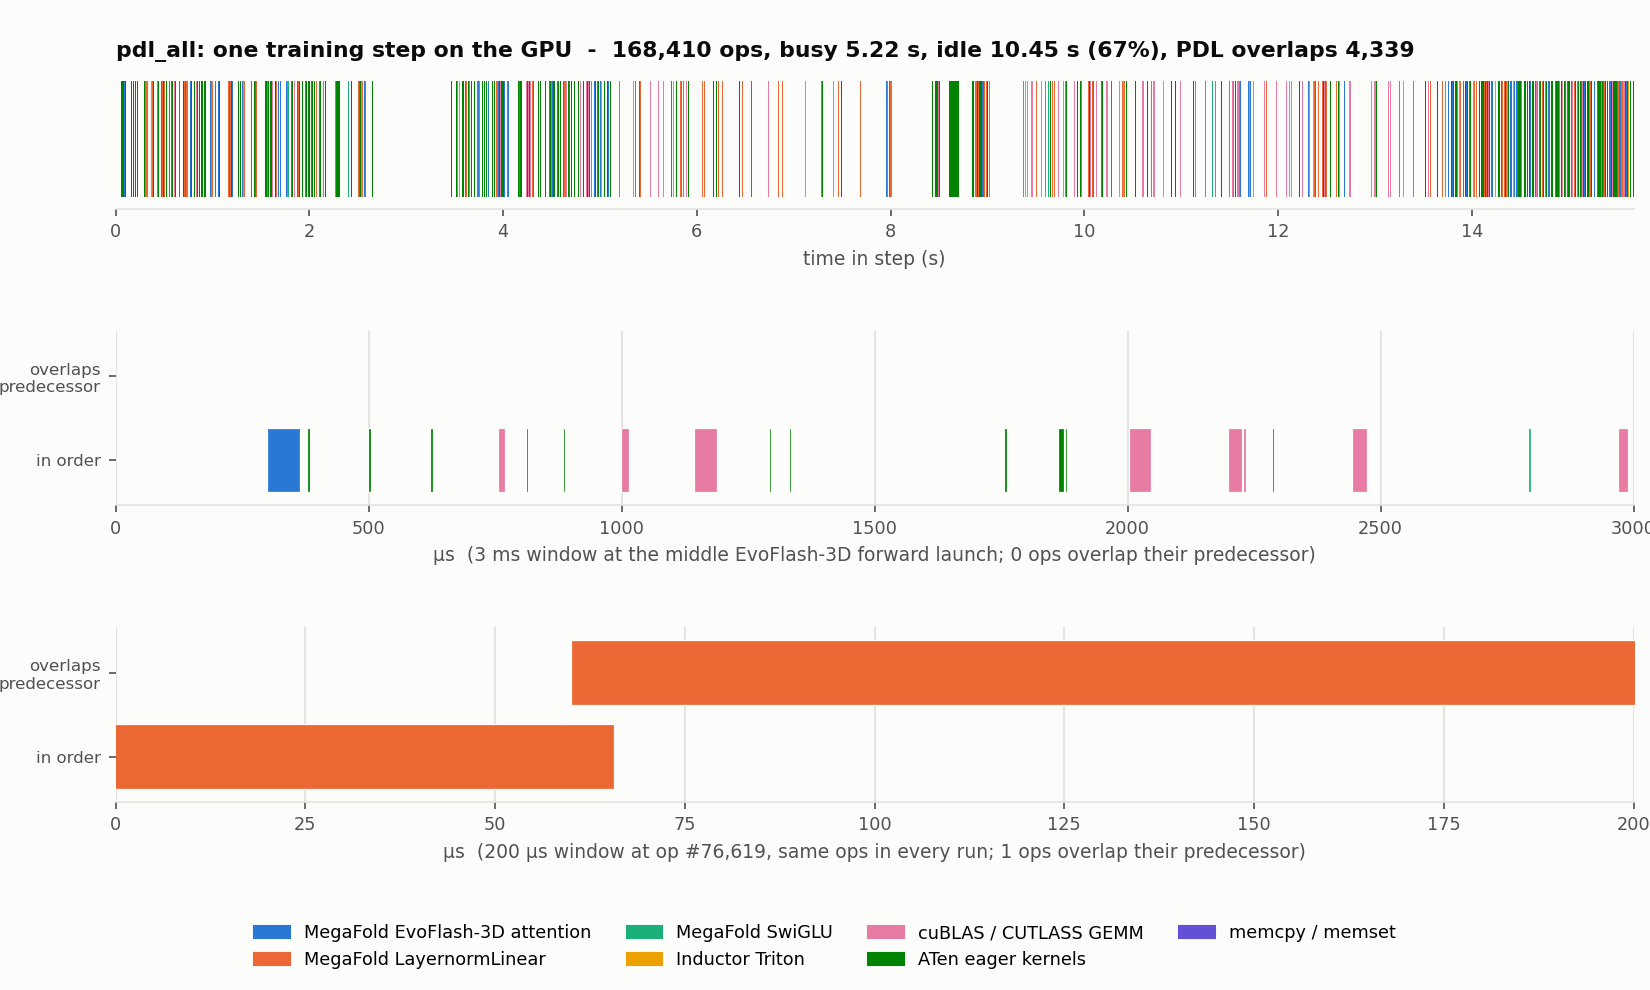 pdl_all: one training step on the GPU  -  168,410 ops, busy 5.22 s, idle 10.45 s (67%), PDL overlaps 4,339
0 2 4 6 8 10 12 14
time in step (s)
overlaps
predecessor
in order
0 500 1000 1500 2000 2500 3000
µs  (3 ms window at the middle EvoFlash-3D forward launch; 0 ops overlap their predecessor)
overlaps
predecessor
in order
0 25 50 75 100 125 150 175 200
µs  (200 µs window at op #76,619, same ops in every run; 1 ops overlap their predecessor)
MegaFold EvoFlash-3D attention MegaFold SwiGLU cuBLAS / CUTLASS GEMM memcpy / memset
MegaFold LayernormLinear Inductor Triton ATen eager kernels